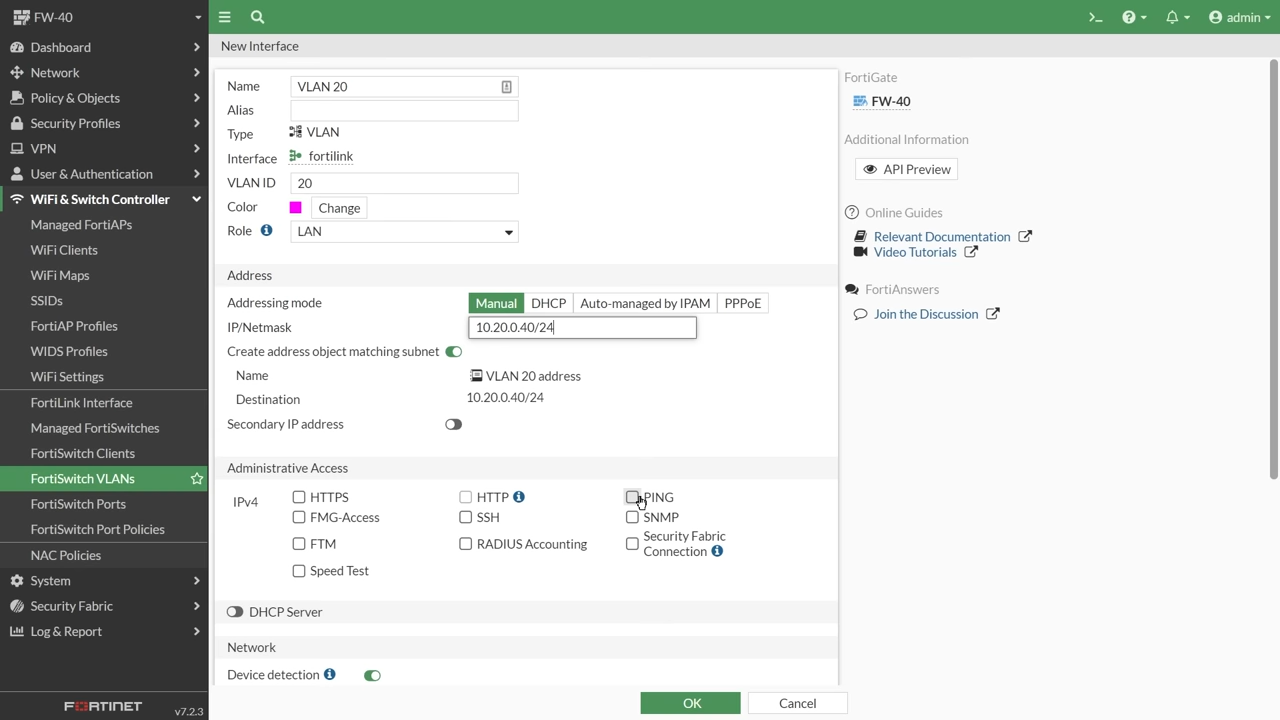 FW-40
admin
Dashboard
Network
Policy & Objects
Security Profiles
VPN
User & Authentication
WiFi & Switch Controller
Managed FortiAPs
WiFi Clients
WiFi Maps
SSIDs
FortiAP Profiles
WIDS Profiles
WiFi Settings
FortiLink Interface
Managed FortiSwitches
FortiSwitch Clients
FortiSwitch VLANs
FortiSwitch Ports
FortiSwitch Port Policies
NAC Policies
System
Security Fabric
Log & Report
FORTINET
v7.2.3
New Interface
Name VLAN 20
Alias
Type VLAN
Interface fortilink
VLAN ID 20
Color Change
Role LAN
Address
Addressing mode Manual DHCP Auto-managed by IPAM PPPoE
IP/Netmask 10.20.0.40/24
Create address object matching subnet
Name VLAN 20 address
Destination 10.20.0.40/24
Secondary IP address
Administrative Access
IPv4 HTTPS HTTP PING
FMG-Access SSH SNMP
FTM RADIUS Accounting Security Fabric
Connection
Speed Test
DHCP Server
Network
Device detection
OK Cancel
FortiGate
FW-40
Additional Information
API Preview
Online Guides
Relevant Documentation
Video Tutorials
FortiAnswers
Join the Discussion